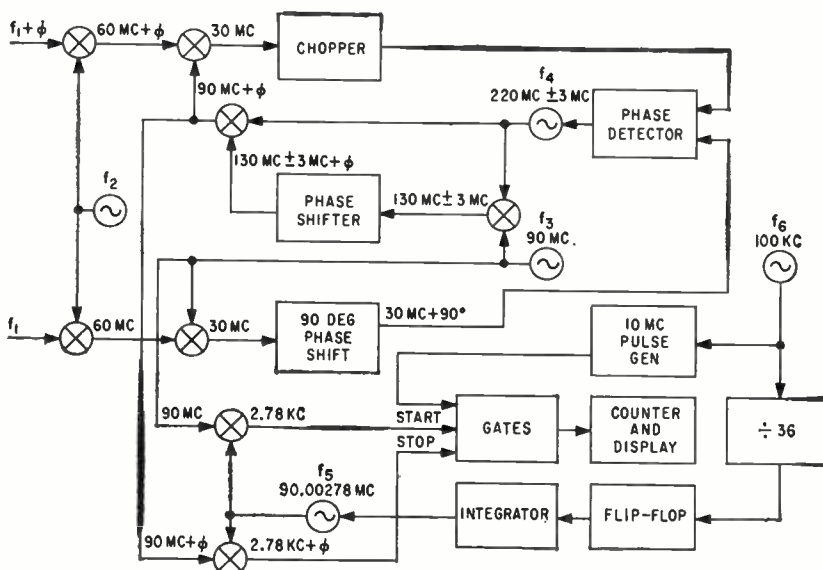 f₁+ϕ
60 MC+ϕ
30 MC
CHOPPER
90 MC+ϕ
f₄
220 MC ±3 MC
PHASE
DETECTOR
130 MC±3 MC+ϕ
PHASE
SHIFTER
130 MC±3 MC
f₂
f₃
90 MC.
f₆
100 KC
f₁
60 MC
30 MC
90 DEG
PHASE
SHIFT
30 MC+90°
10 MC
PULSE
GEN
90 MC
2.78 KC
START
STOP
GATES
COUNTER
AND
DISPLAY
÷ 36
f₅
90.00278 MC
INTEGRATOR
FLIP-FLOP
90 MC+ϕ
2.78 KC+ϕ